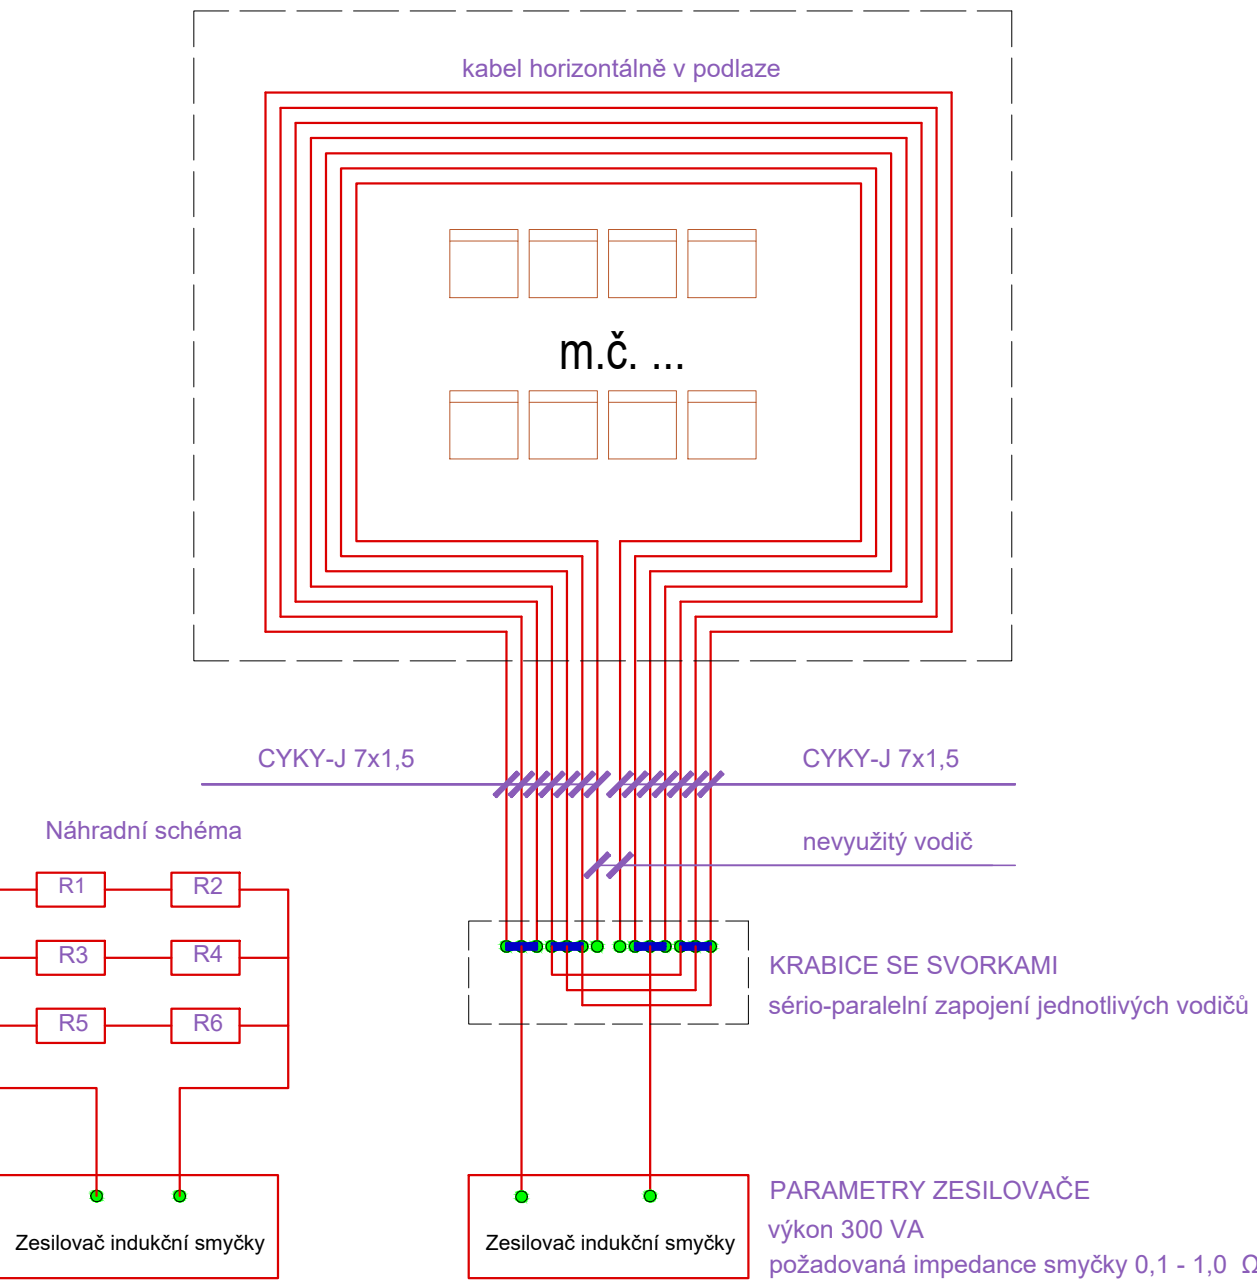 kabel horizontálně v podlaze
m.č. ...
CYKY-J 7x1,5
CYKY-J 7x1,5
Náhradní schéma
nevyužitý vodič
R1
R2
R3
R4
R5
R6
KRABICE SE SVORKAMI
sério-paralelní zapojení jednotlivých vodičů
PARAMETRY ZESILOVAČE
výkon 300 VA
požadovaná impedance smyčky 0,1 - 1,0 Ω
Zesilovač indukční smyčky
Zesilovač indukční smyčky